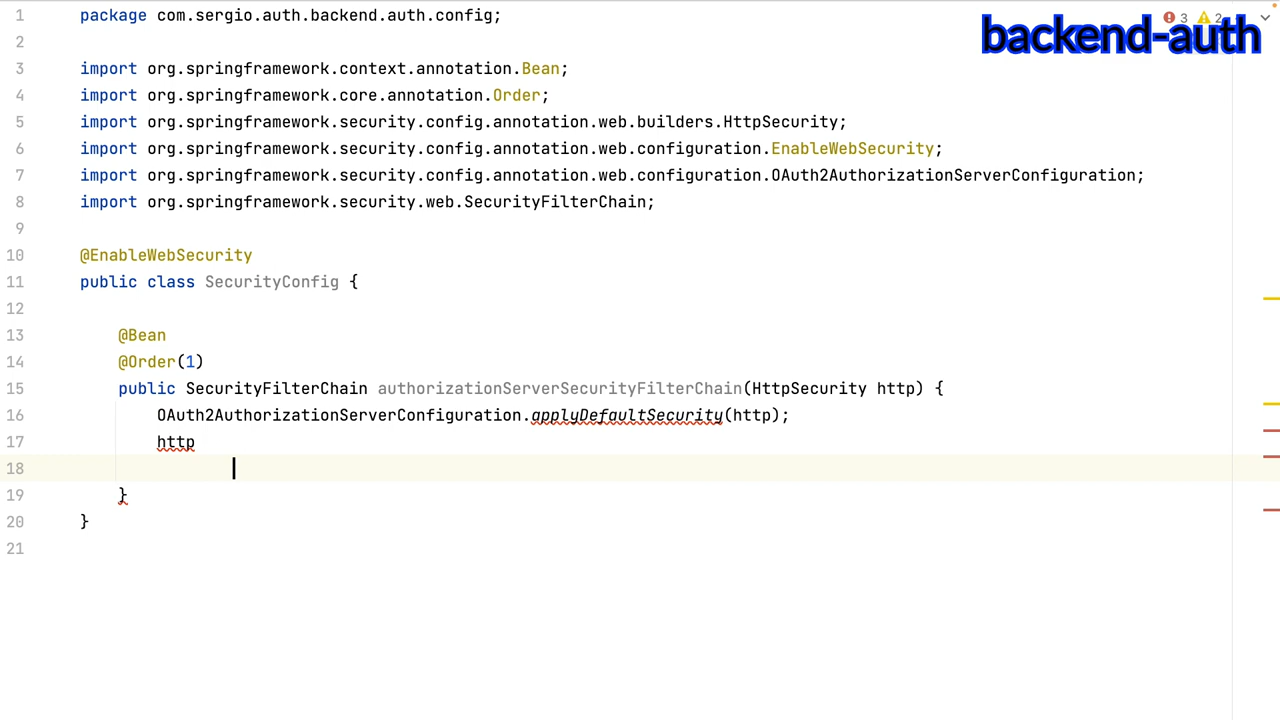 backend-auth
3 2
1 package com.sergio.auth.backend.auth.config;
2
3 import org.springframework.context.annotation.Bean;
4 import org.springframework.core.annotation.Order;
5 import org.springframework.security.config.annotation.web.builders.HttpSecurity;
6 import org.springframework.security.config.annotation.web.configuration.EnableWebSecurity;
7 import org.springframework.security.config.annotation.web.configuration.OAuth2AuthorizationServerConfiguration;
8 import org.springframework.security.web.SecurityFilterChain;
9
10 @EnableWebSecurity
11 public class SecurityConfig {
12
13 @Bean
14 @Order(1)
15 public SecurityFilterChain authorizationServerSecurityFilterChain(HttpSecurity http) {
16 OAuth2AuthorizationServerConfiguration.applyDefaultSecurity(http);
17 http
18
19 }
20 }
21